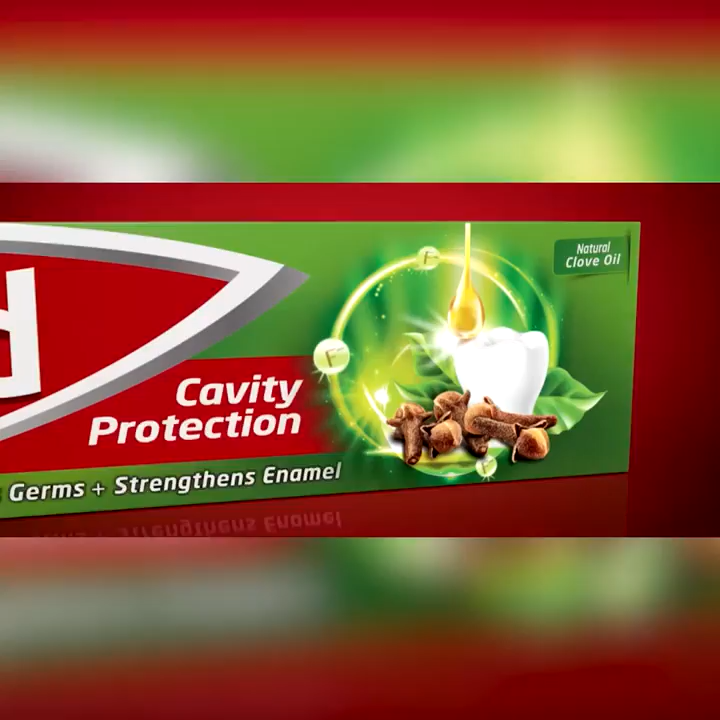 d
Natural
Clove Oil
F
F
Cavity
Protection
F
Germs + Strengthens Enamel